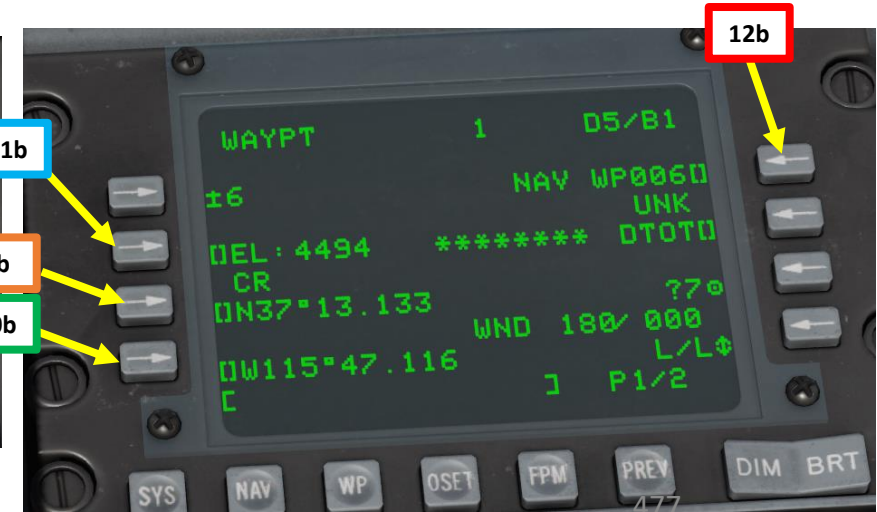 12b
1b
b
0b
WAYPT 1 D5/B1
±6 NAV WP006[]
UNK
[]EL:4494 ******** DTOT[]
CR
[]N37°13.133 ?7⊙
WND 180/ 000
[]W115°47.116 L/L↕
[ ] P1/2
SYS NAV WP OSET FPM PREV DIM BRT
477